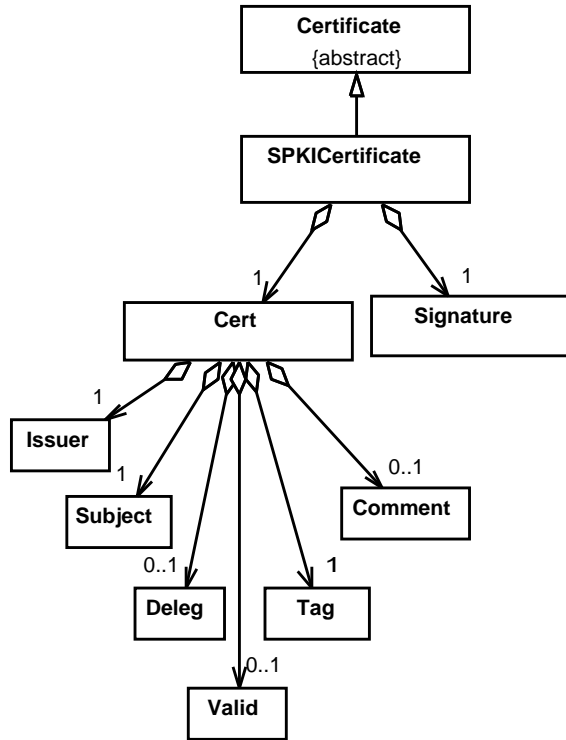 Certificate
{abstract}
SPKICertificate
1
1
Cert
Signature
1
Issuer
0..1
1
Subject
Comment
0..1
1
Deleg
Tag
0..1
Valid